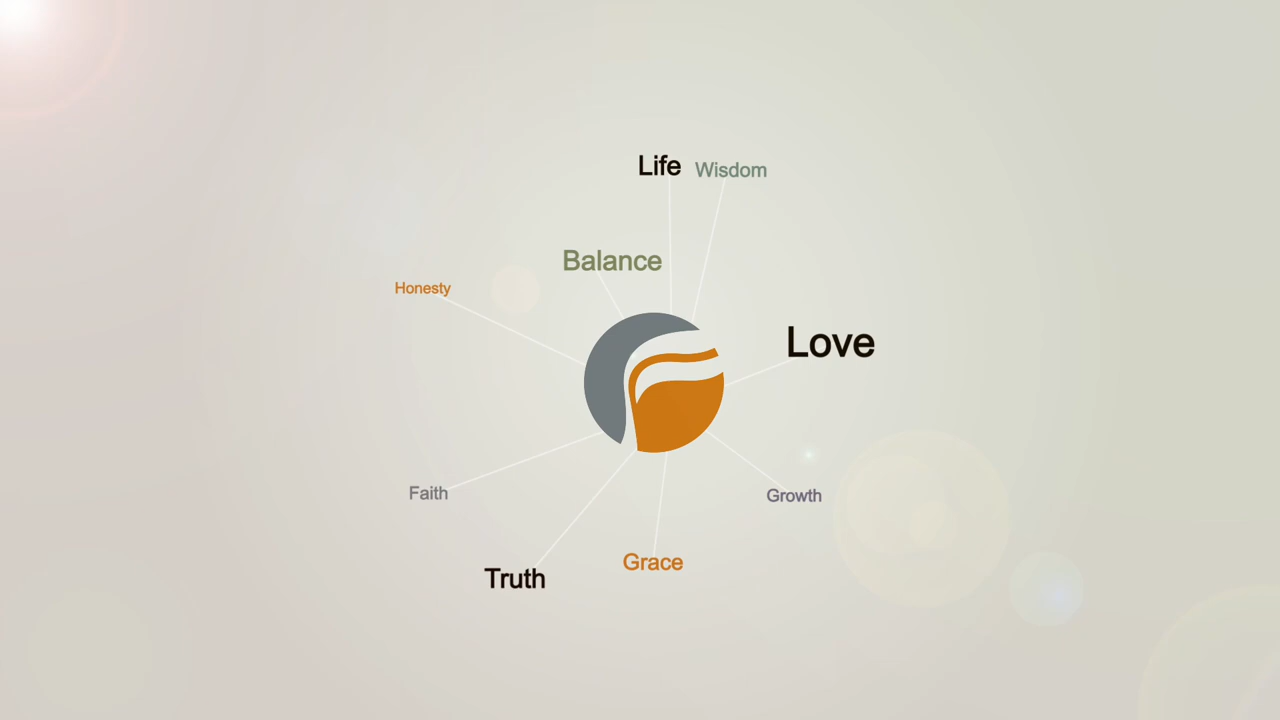 Life
Wisdom
Balance
Honesty
Love
Faith
Growth
Grace
Truth